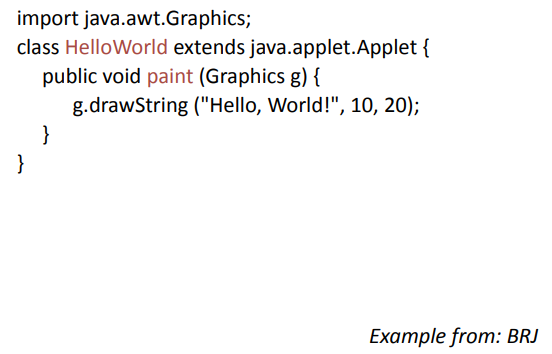 import java.awt.Graphics;
class HelloWorld extends java.applet.Applet {
public void paint (Graphics g) {
g.drawString ("Hello, World!", 10, 20);
}
}
Example from: BRJ